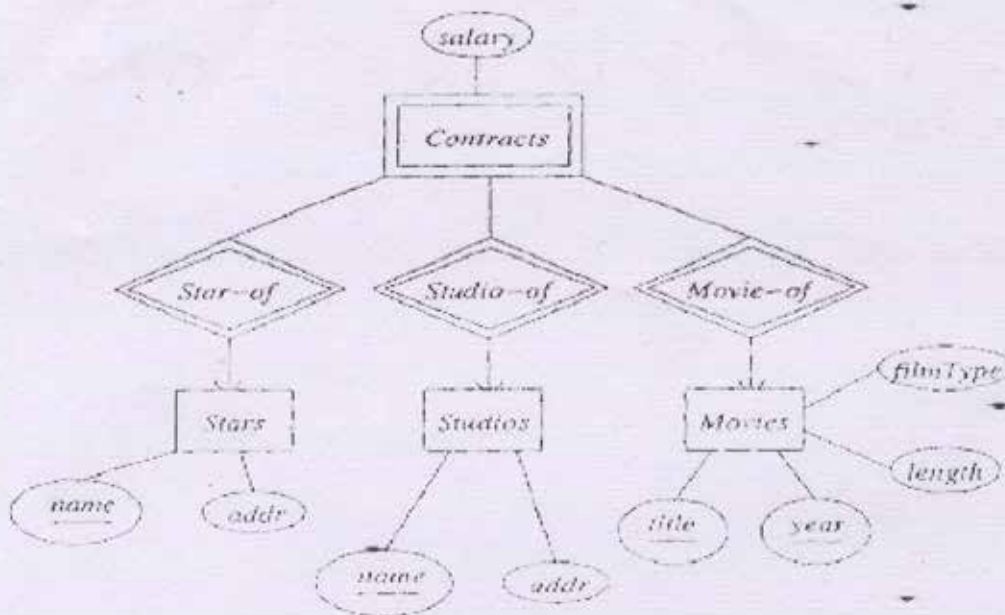 salary
Contracts
Star-of Studio-of Movie-of
filmType
Stars Studios Movies
length
name addr title year
name addr